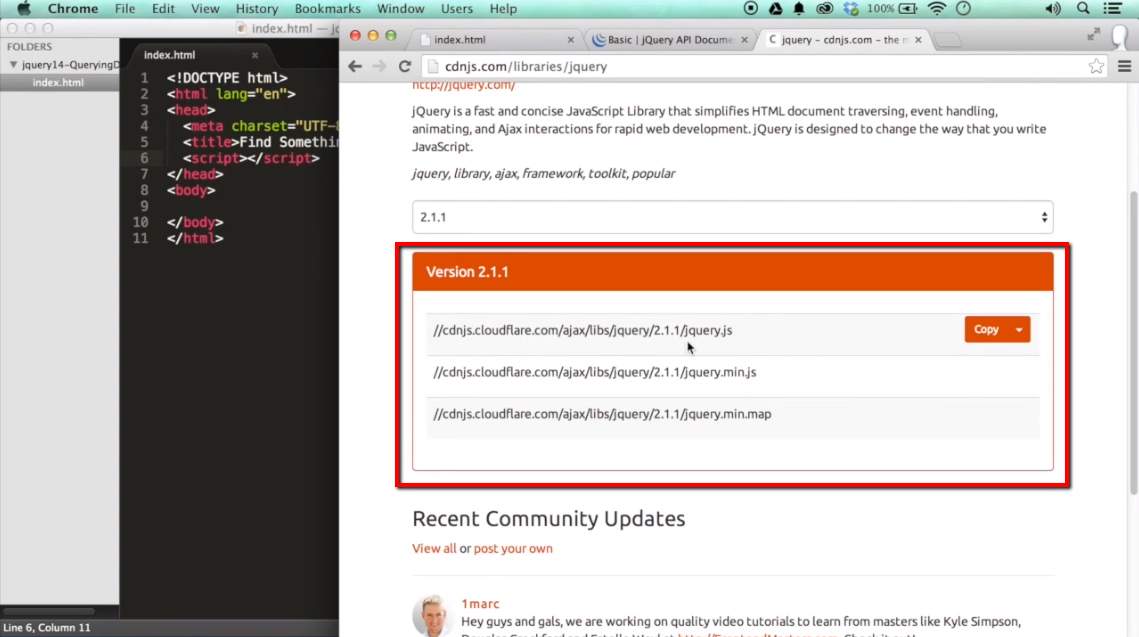 Chrome File Edit View History Bookmarks Window Users Help 100%
index.html — jq
FOLDERS
jquery14-QueryingD
index.html
index.html
1 <!DOCTYPE html>
2 <html lang="en">
3 <head>
4 <meta charset="UTF-8
5 <title>Find Somethin
6 <script></script>
7 </head>
8 <body>
9
10 </body>
11 </html>
Line 6, Column 11
index.html
Basic | jQuery API Docume
jquery - cdnjs.com - the m
cdnjs.com/libraries/jquery
http://jquery.com/
jQuery is a fast and concise JavaScript Library that simplifies HTML document traversing, event handling,
animating, and Ajax interactions for rapid web development. jQuery is designed to change the way that you write
JavaScript.
jquery, library, ajax, framework, toolkit, popular
2.1.1
Version 2.1.1
//cdnjs.cloudflare.com/ajax/libs/jquery/2.1.1/jquery.js
Copy
//cdnjs.cloudflare.com/ajax/libs/jquery/2.1.1/jquery.min.js
//cdnjs.cloudflare.com/ajax/libs/jquery/2.1.1/jquery.min.map
Recent Community Updates
View all or post your own
1marc
Hey guys and gals, we are working on quality video tutorials to learn from masters like Kyle Simpson,